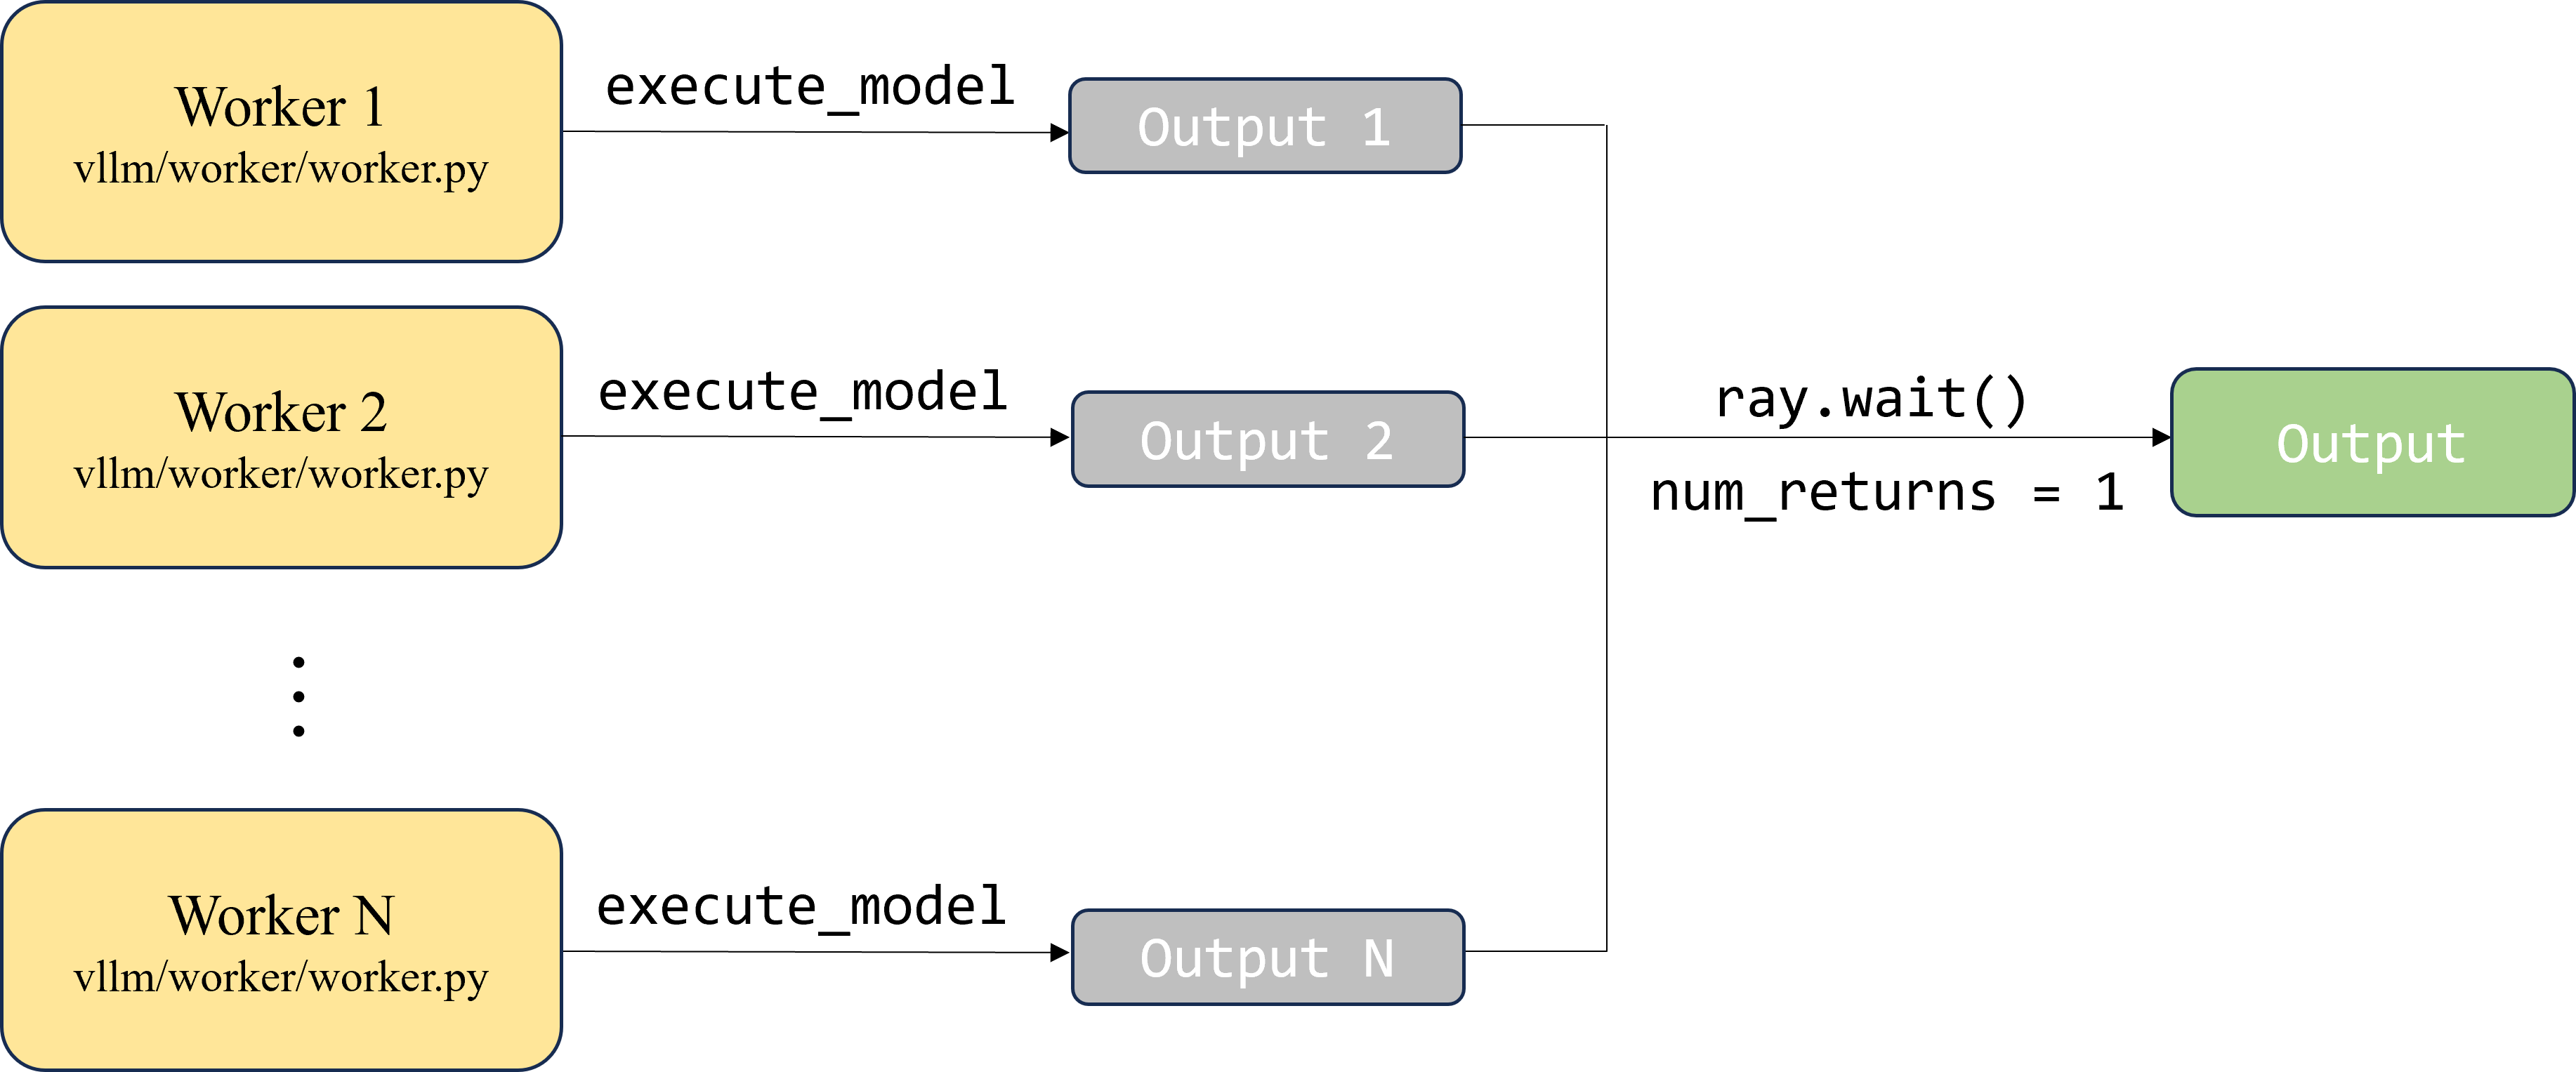 Worker 1
vllm/worker/worker.py
execute_model
Output 1
Worker 2
vllm/worker/worker.py
execute_model
Output 2
ray.wait()
num_returns = 1
Output
Worker N
vllm/worker/worker.py
execute_model
Output N